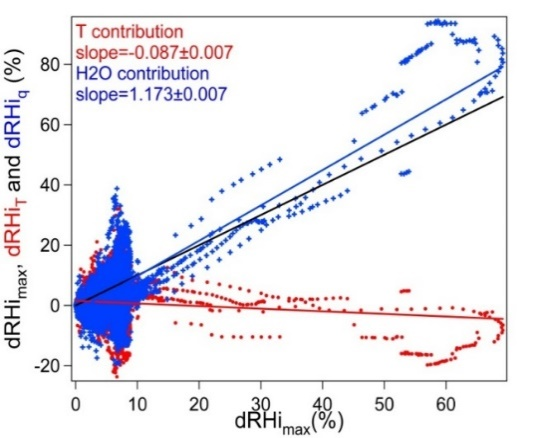 T contribution
slope=-0.087±0.007
H2O contribution
slope=1.173±0.007
dRHimax, dRHiT and dRHiq (%)
80
60
40
20
0
-20
0 10 20 30 40 50 60
dRHimax(%)